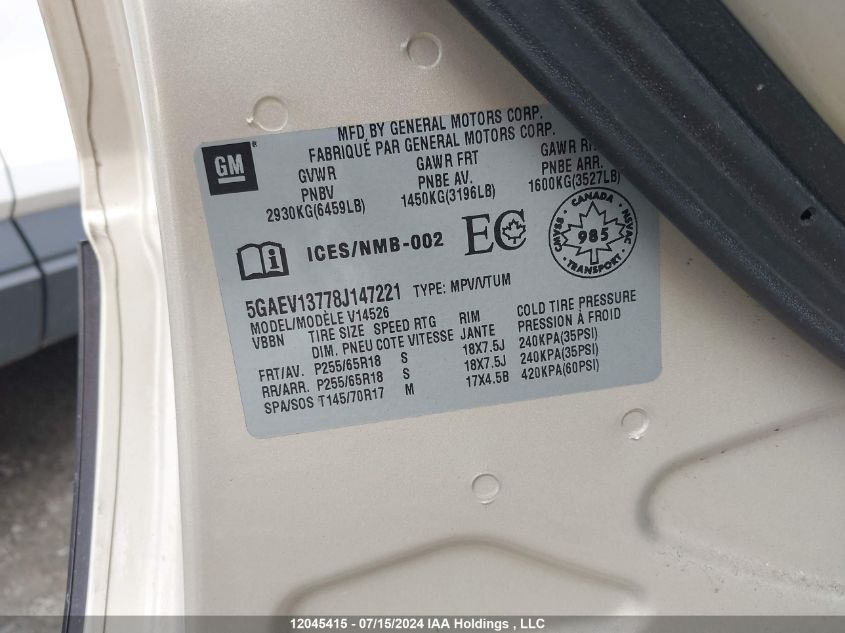 MFD BY GENERAL MOTORS CORP.
FABRIQUÉ PAR GENERAL MOTORS CORP.
GM
GVWR GAWR FRT GAWR
PNBV PNBE AV. PNBE ARR.
2930KG(6459LB) 1450KG(3196LB) 1600KG(3527LB)
ICES/NMB-002 EC CANADA 985 TRANSPORT
5GAEV13778J147221 TYPE: MPV/VTUM
MODEL/MODÈLE V14526
VBBN TIRE SIZE SPEED RTG RIM COLD TIRE PRESSURE
DIM. PNEU COTE VITESSE JANTE PRESSION À FROID
FRT/AV. P255/65R18 S 18X7.5J 240KPA(35PSI)
RR/ARR. P255/65R18 S 18X7.5J 240KPA(35PSI)
SPA/SOS T145/70R17 M 17X4.5B 420KPA(60PSI)
12045415 - 07/15/2024 IAA Holdings , LLC